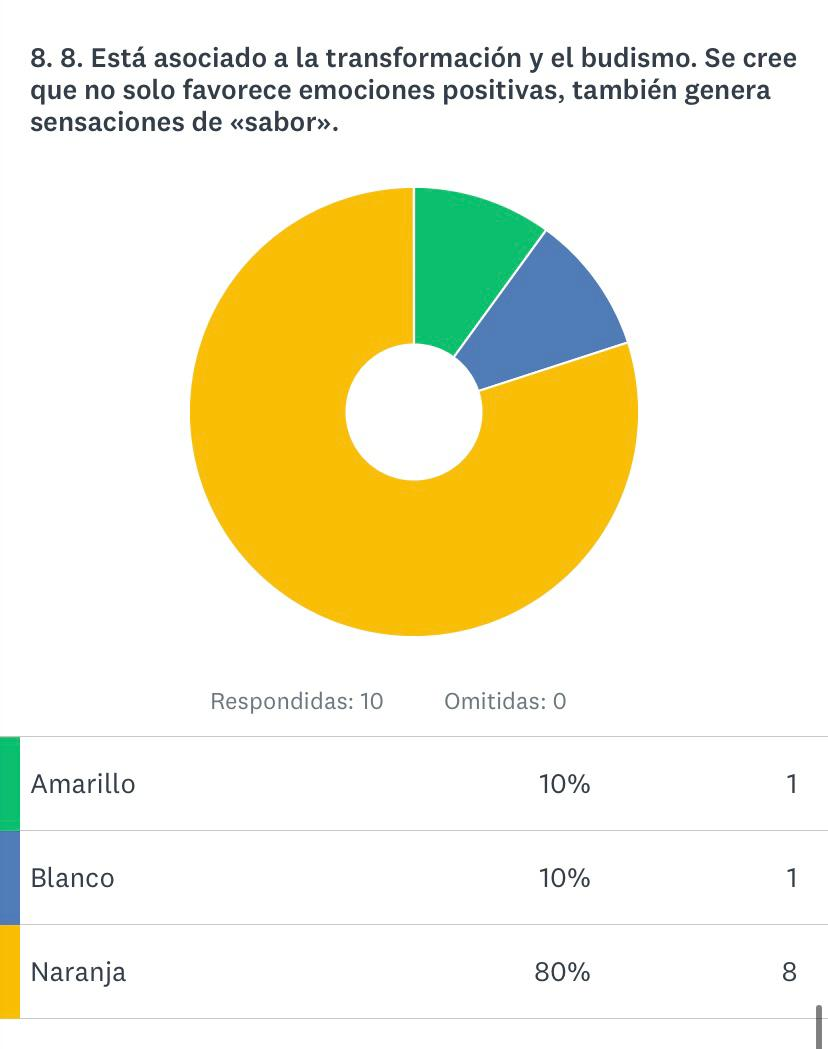 8. 8. Está asociado a la transformación y el budismo. Se cree
que no solo favorece emociones positivas, también genera
sensaciones de «sabor».
Respondidas: 10 Omitidas: 0
Amarillo 10% 1
Blanco 10% 1
Naranja 80% 8